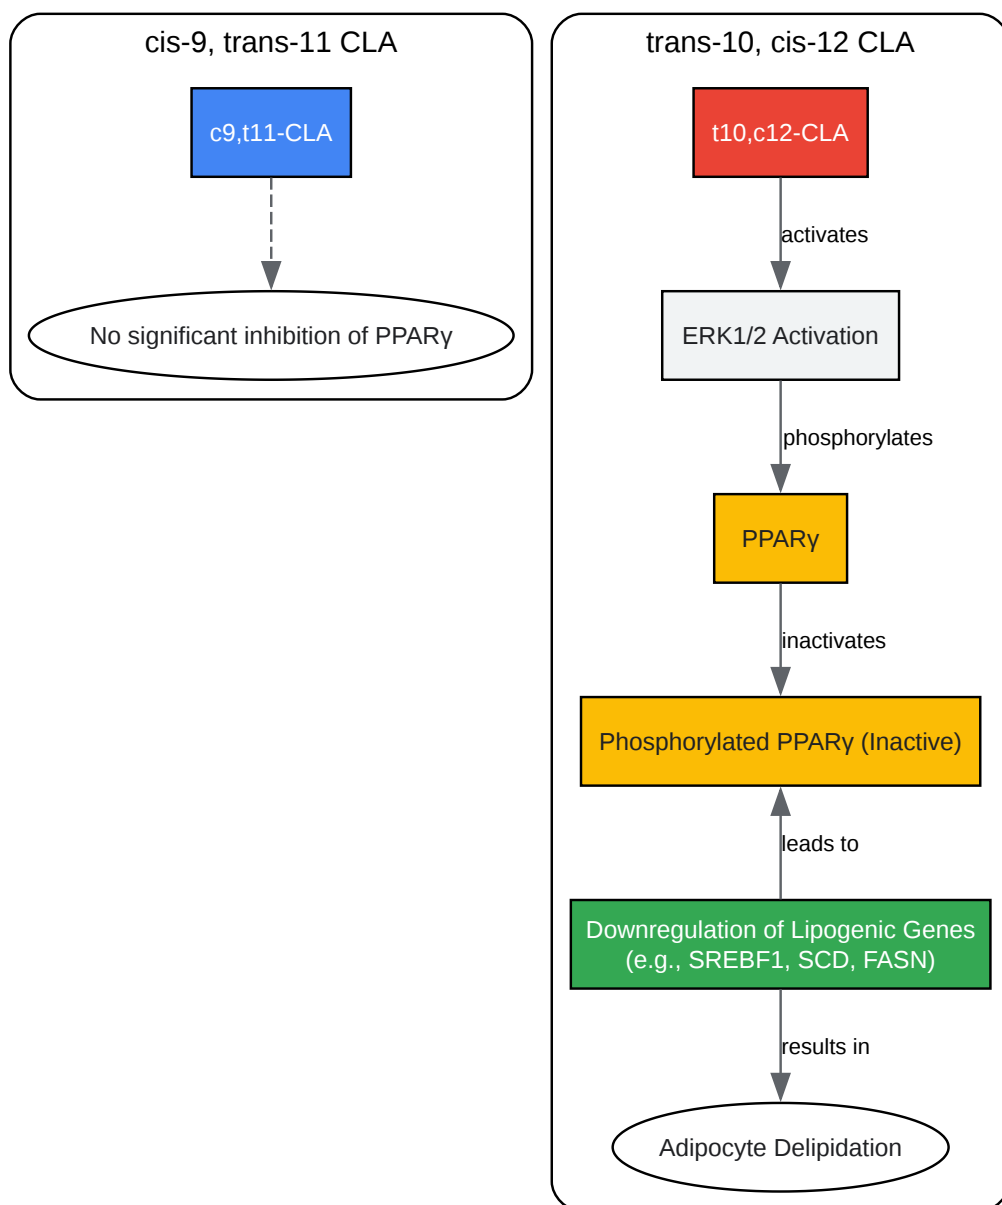 cis-9, trans-11 CLA
c9,t11-CLA
No significant inhibition of PPARγ
trans-10, cis-12 CLA
t10,c12-CLA
activates
ERK1/2 Activation
phosphorylates
PPARγ
inactivates
Phosphorylated PPARγ (Inactive)
leads to
Downregulation of Lipogenic Genes
(e.g., SREBF1, SCD, FASN)
results in
Adipocyte Delipidation